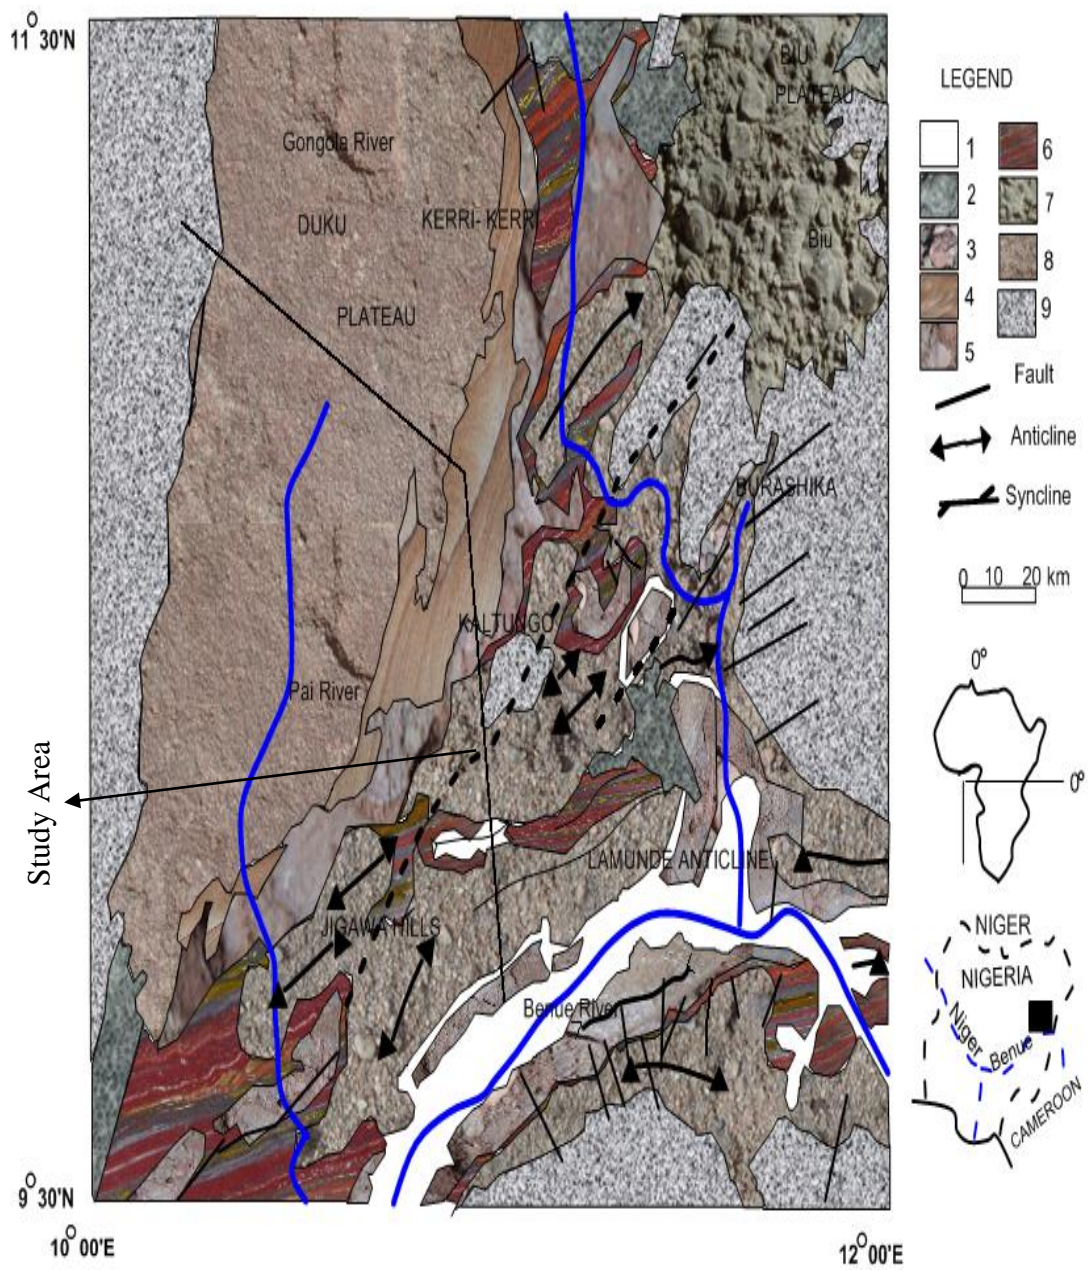 11° 30'N
BIU
PLATEAU
Gongola River
DUKU
KERRI- KERRI
Biu
PLATEAU
BURASHIKA
KALTUNGO
Pai River
Study Area
LAMUNDE ANTICLINE
JIGAWA HILLS
Benue River
9° 30'N
10° 00'E
12° 00'E
LEGEND
1
2
3
4
5
6
7
8
9
Fault
Anticline
Syncline
0 10 20 km
0°
0°
NIGER
NIGERIA
Niger
Benue
CAMEROON